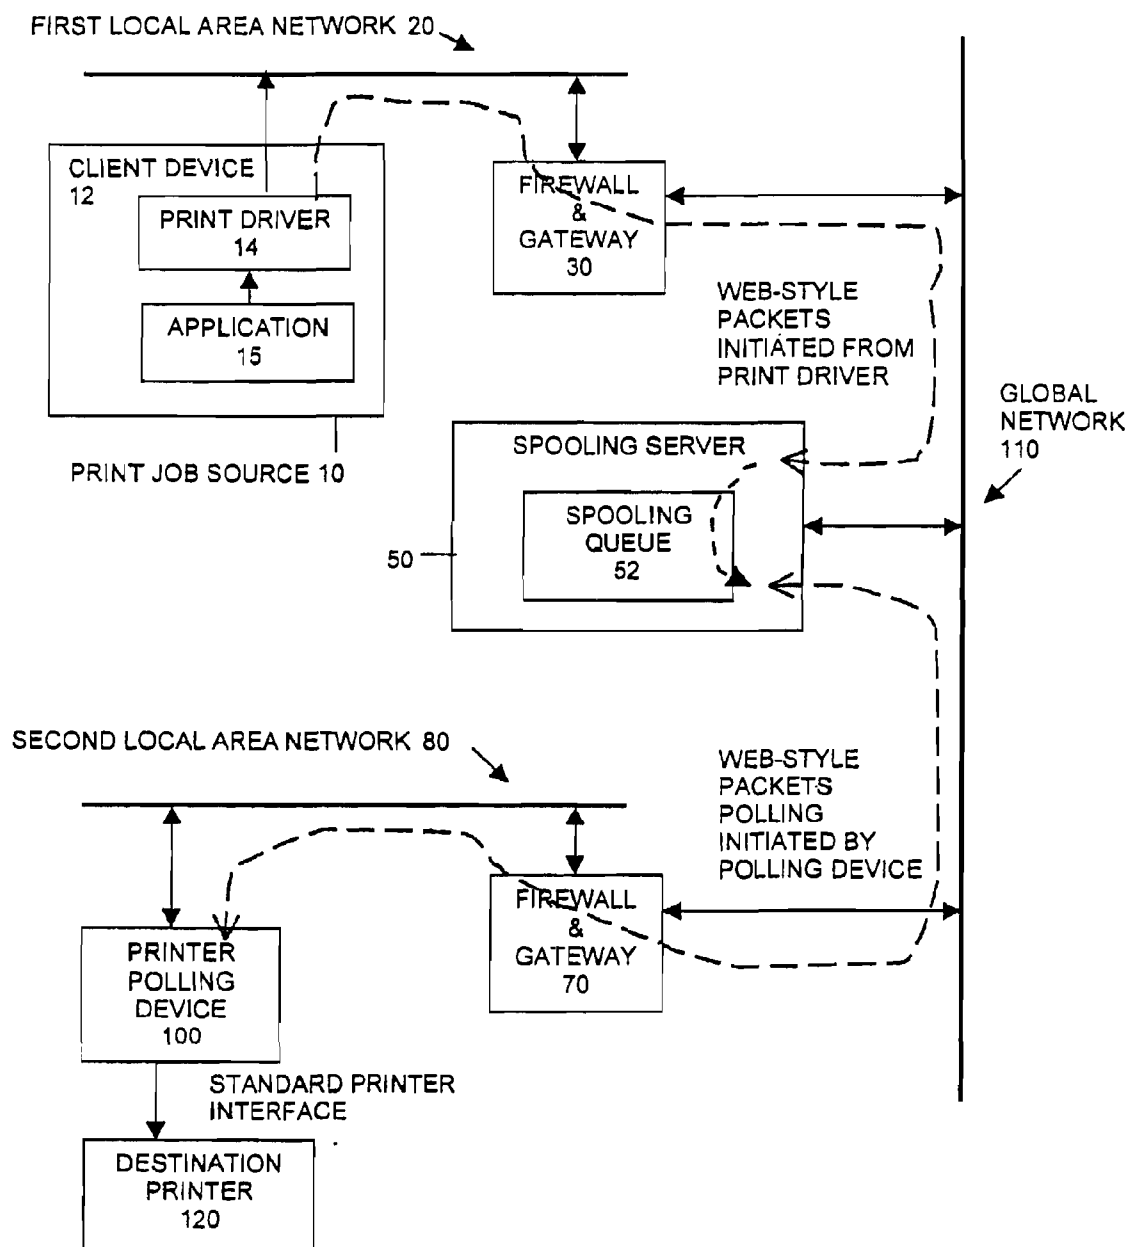 FIRST LOCAL AREA NETWORK 20
CLIENT DEVICE
12
PRINT DRIVER
14
APPLICATION
15
PRINT JOB SOURCE 10
FIREWALL
&
GATEWAY
30
WEB-STYLE
PACKETS
INITIATED FROM
PRINT DRIVER
GLOBAL
NETWORK
110
SPOOLING SERVER
SPOOLING
QUEUE
52
50
SECOND LOCAL AREA NETWORK 80
WEB-STYLE
PACKETS
POLLING
INITIATED BY
POLLING DEVICE
FIREWALL
&
GATEWAY
70
PRINTER
POLLING
DEVICE
100
STANDARD PRINTER
INTERFACE
DESTINATION
PRINTER
120